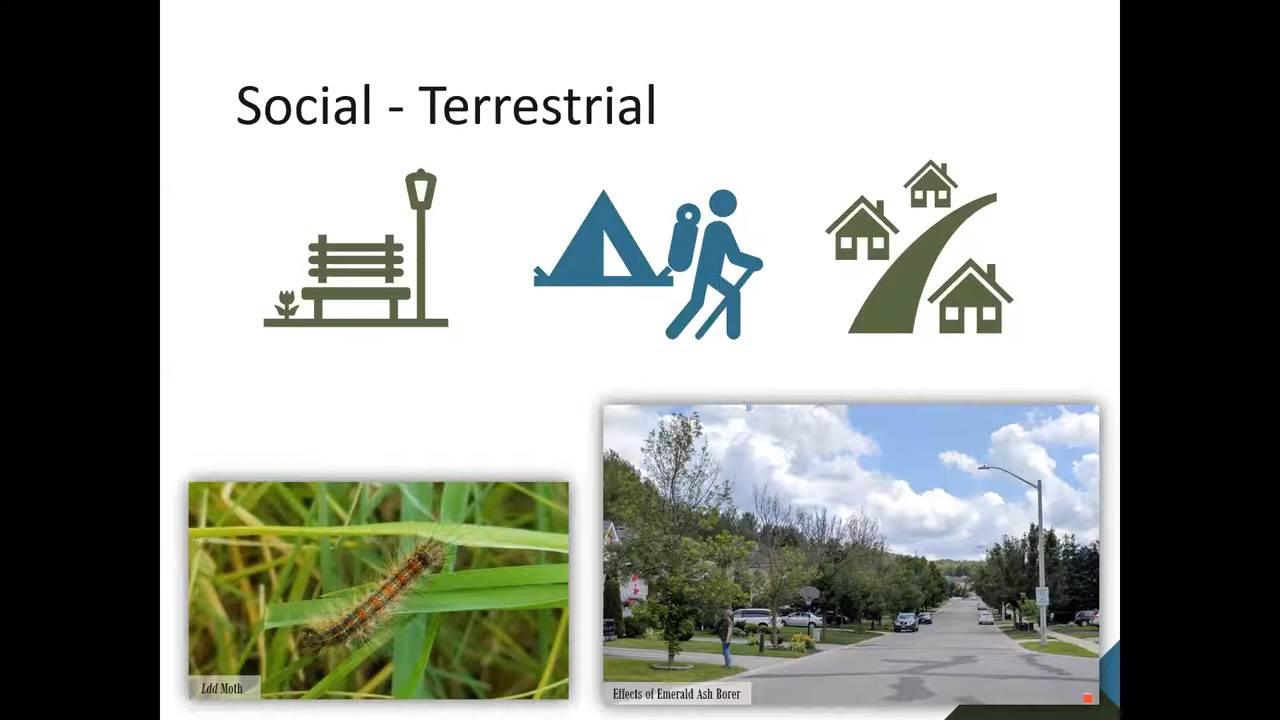 Social - Terrestrial
Ldd Moth
Effects of Emerald Ash Borer